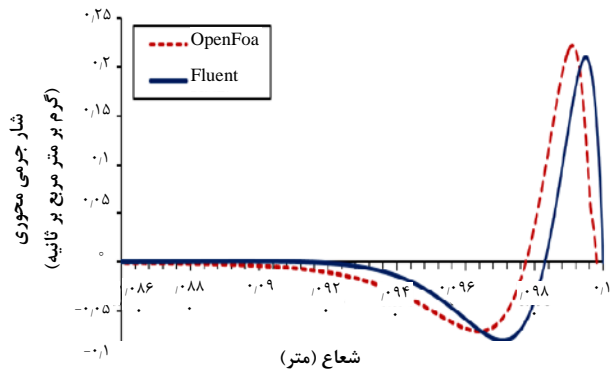 ۰٫۲۵
۰٫۲
۰٫۱۵
۰٫۱
۰٫۰۵
۰
-۰٫۰۵
-۰٫۱
OpenFoa
Fluent
شار جرمی محوری
(گرم بر متر مربع بر ثانیه)
۰٫۰۸۶ ۰٫۰۸۸ ۰٫۰۹ ۰٫۰۹۲ ۰٫۰۹۴ ۰٫۰۹۶ ۰٫۰۹۸ ۰٫۱
شعاع (متر)